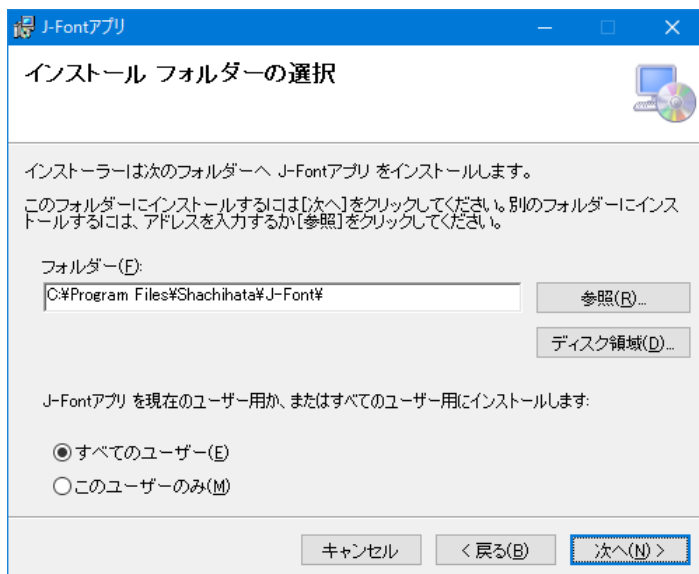 J-Fontアプリ
インストール フォルダーの選択
インストーラーは次のフォルダーへ J-Fontアプリ をインストールします。
このフォルダーにインストールするには[次へ]をクリックしてください。別のフォルダーにインス
トールするには、アドレスを入力するか[参照]をクリックしてください。
フォルダー(F):
C:¥Program Files¥Shachihata¥J-Font¥
参照(R)...
ディスク領域(D)...
J-Fontアプリ を現在のユーザー用か、またはすべてのユーザー用にインストールします:
すべてのユーザー(E)
このユーザーのみ(M)
キャンセル
< 戻る(B)
次へ(N) >